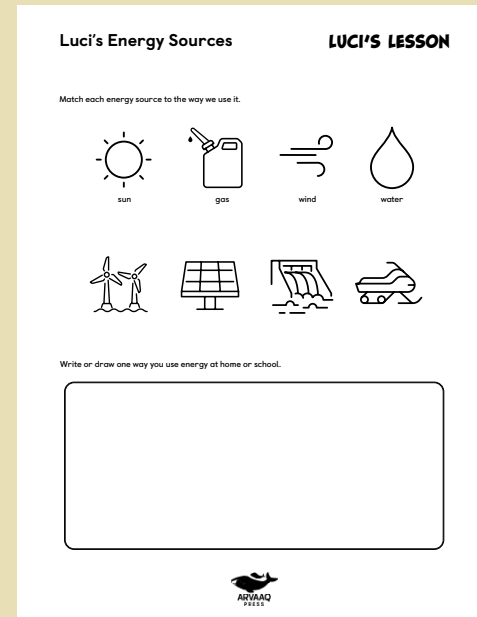 Luci's Energy Sources
LUCI'S LESSON
Match each energy source to the way we use it.
sun
gas
wind
water
Write or draw one way you use energy at home or school.
ARVAAQ
PRESS